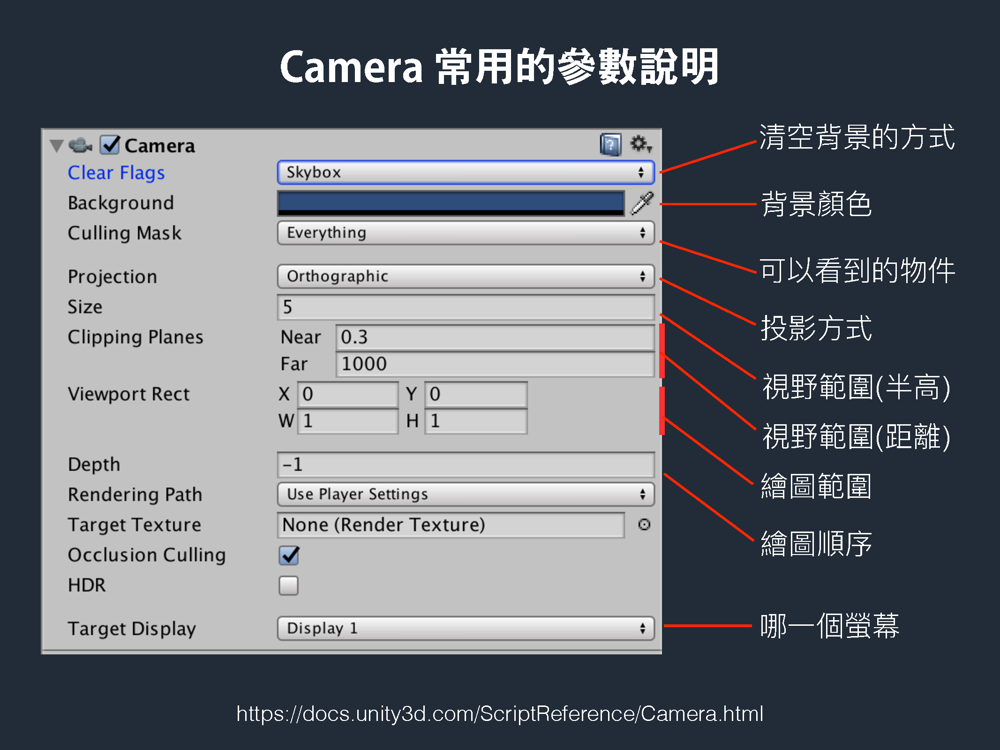 Camera 常用的參數說明
Camera
Clear Flags Skybox 清空背景的方式
Background 背景顏色
Culling Mask Everything 可以看到的物件
Projection Orthographic 投影方式
Size 5 視野範圍(半高)
Clipping Planes Near 0.3 視野範圍(距離)
Far 1000
Viewport Rect X 0 Y 0 繪圖範圍
W 1 H 1
Depth -1 繪圖順序
Rendering Path Use Player Settings
Target Texture None (Render Texture)
Occlusion Culling
HDR
Target Display Display 1 哪一個螢幕
https://docs.unity3d.com/ScriptReference/Camera.html